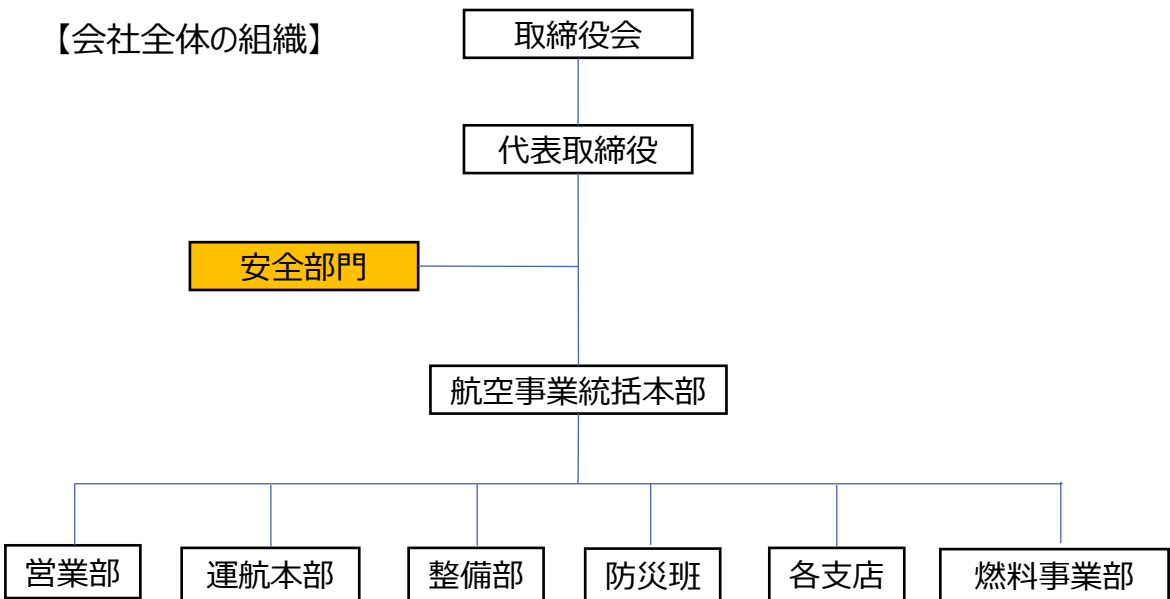 【会社全体の組織】
取締役会
代表取締役
安全部門
航空事業統括本部
営業部
運航本部
整備部
防災班
各支店
燃料事業部